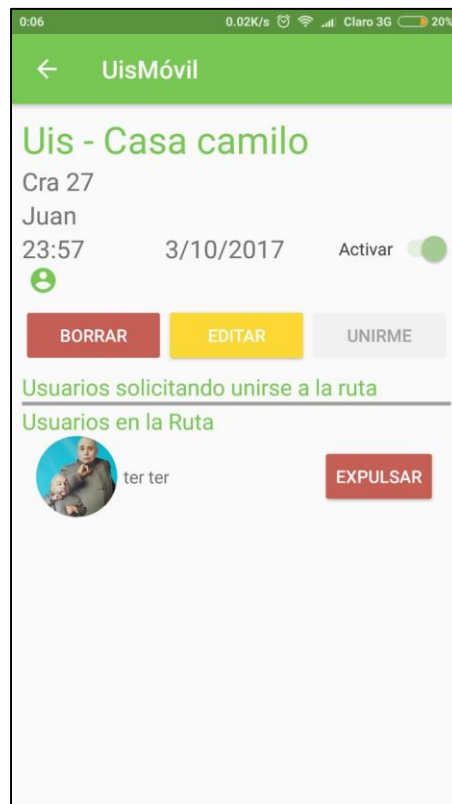 0:06 0.02K/s Claro 3G 20%
UisMóvil
Uis - Casa camilo
Cra 27
Juan
23:57 3/10/2017 Activar
BORRAR EDITAR UNIRME
Usuarios solicitando unirse a la ruta
Usuarios en la Ruta
ter ter EXPULSAR